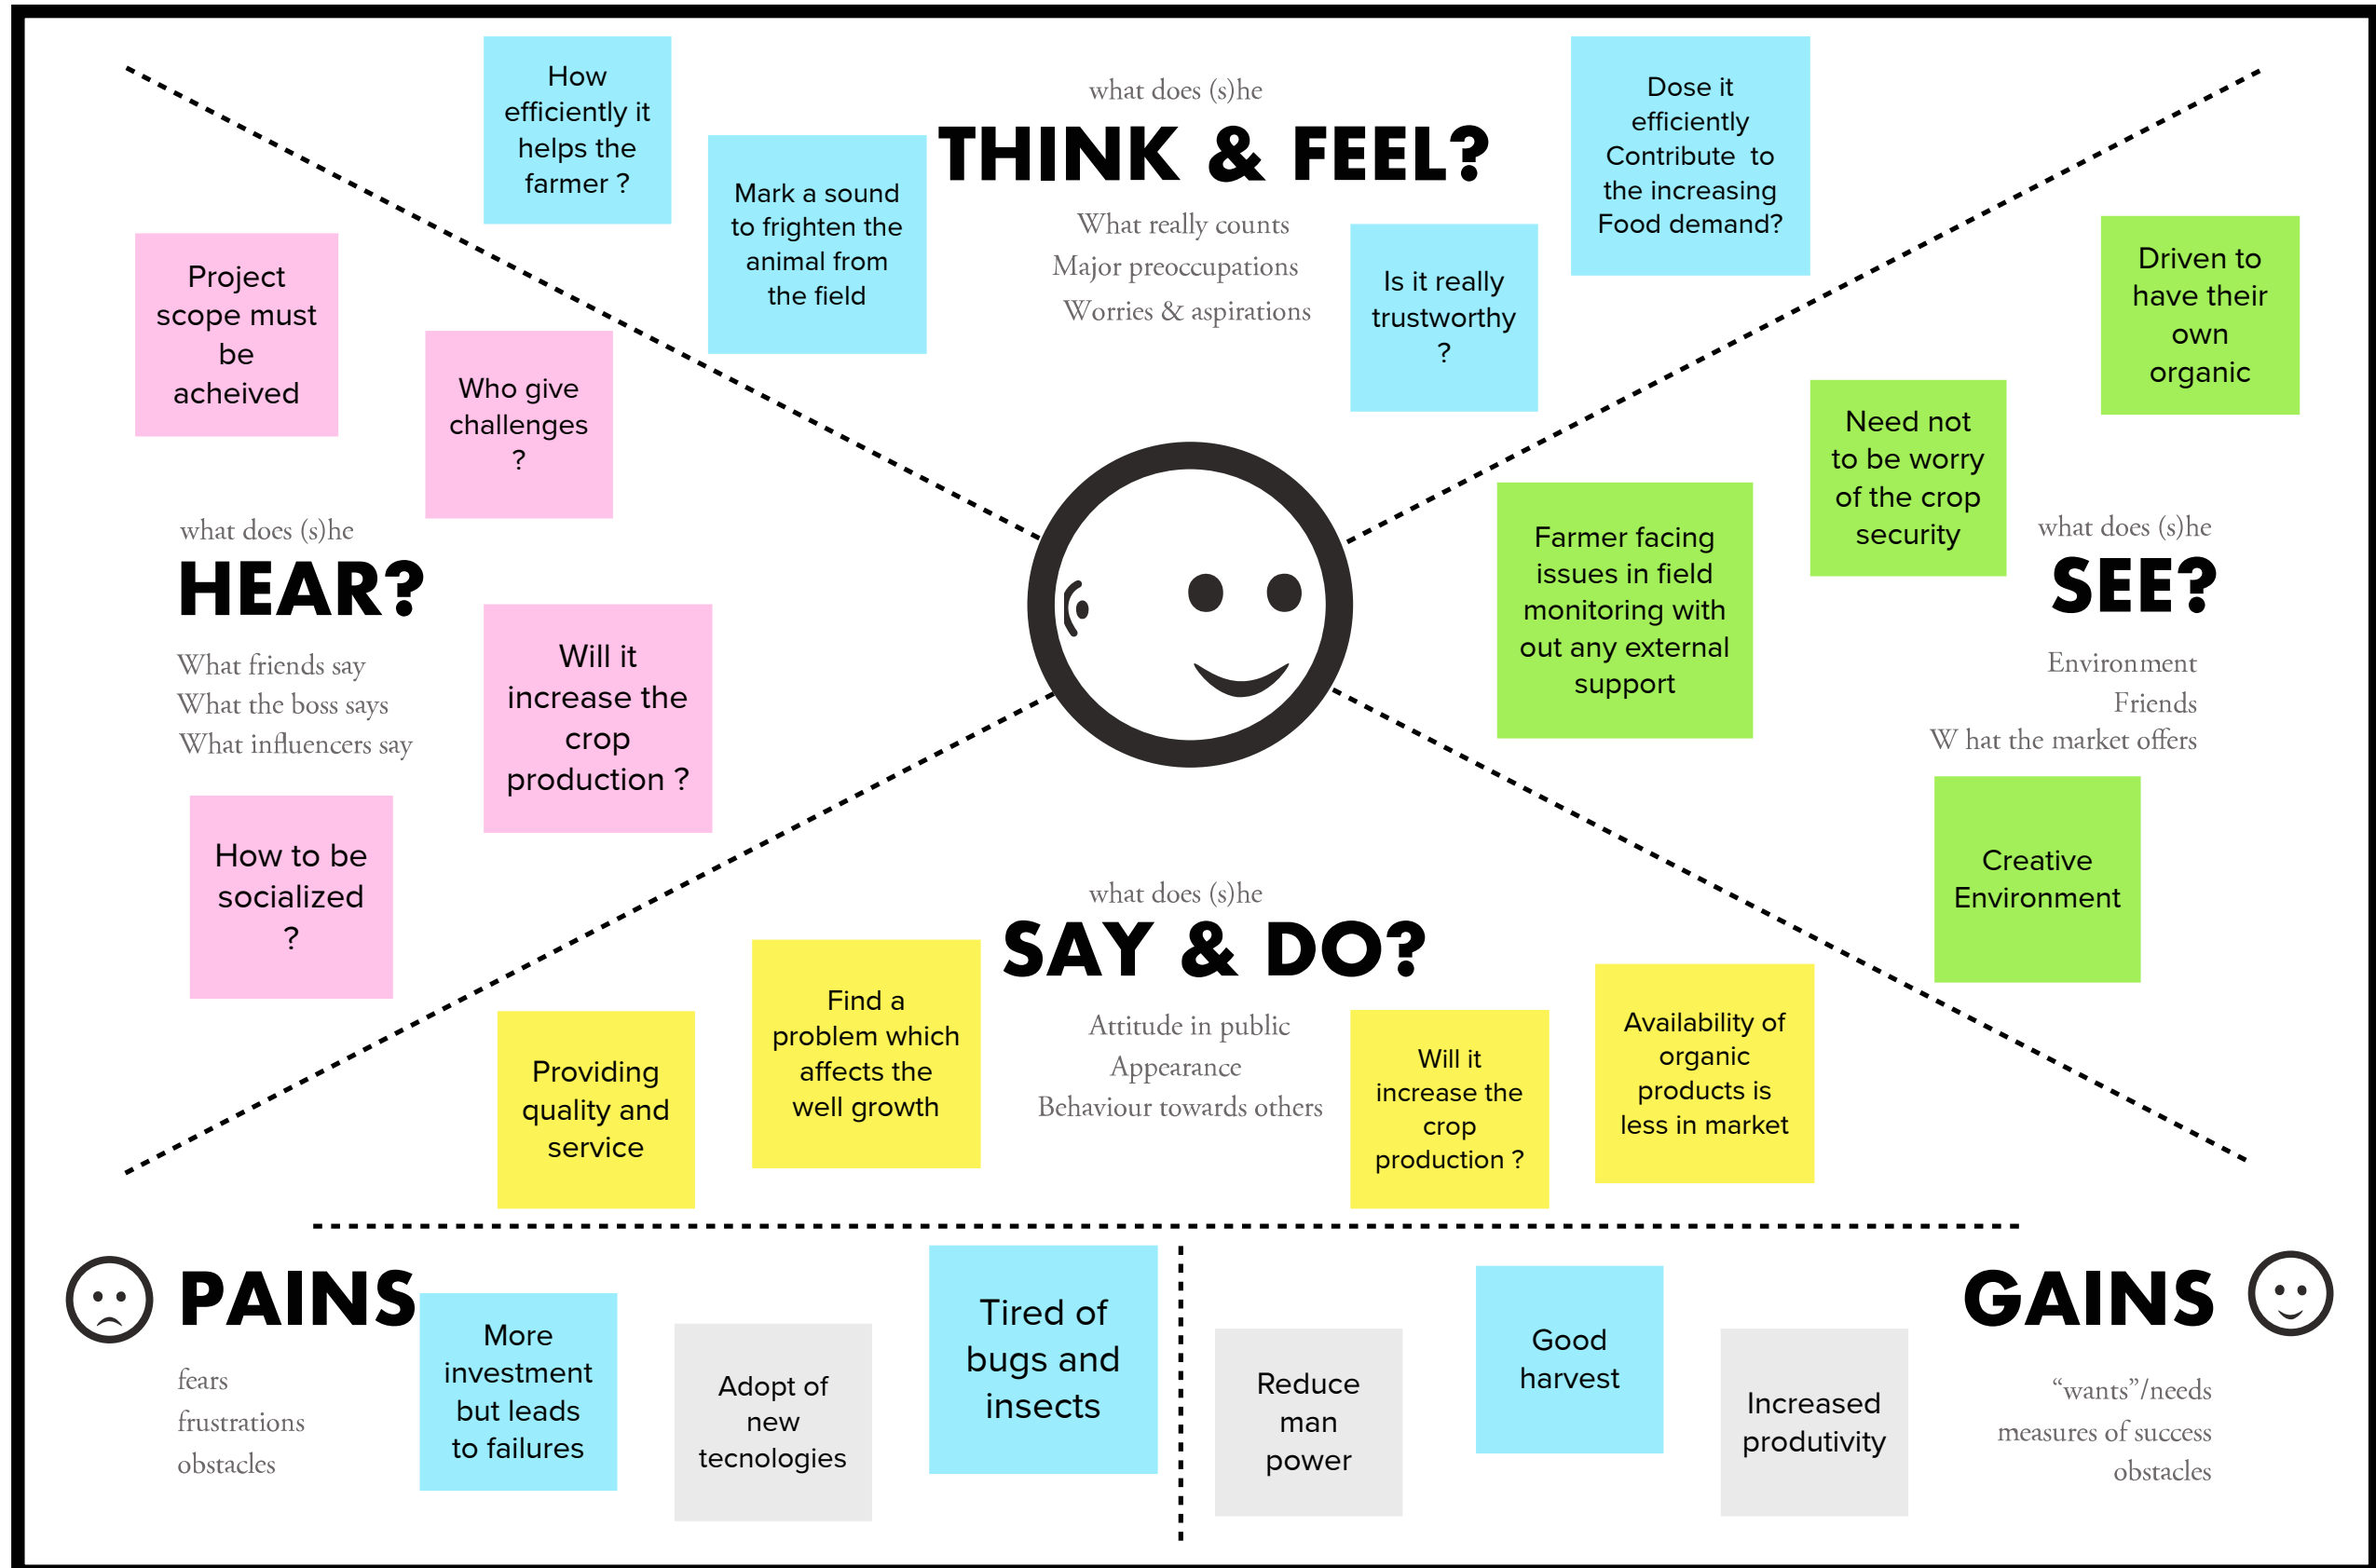 How
efficiently it
helps the
farmer ?
Mark a sound
to frighten the
animal from
the field
what does (s)he
THINK & FEEL?
What really counts
Major preoccupations
Worries & aspirations
Is it really
trustworthy
?
Dose it
efficiently
Contribute to
the increasing
Food demand?
Project
scope must
be
acheived
Who give
challenges
?
what does (s)he
HEAR?
What friends say
What the boss says
What influencers say
Will it
increase the
crop
production ?
How to be
socialized
?
Driven to
have their
own
organic
Need not
to be worry
of the crop
security
Farmer facing
issues in field
monitoring with
out any external
support
what does (s)he
SEE?
Environment
Friends
W hat the market offers
Creative
Environment
what does (s)he
SAY & DO?
Attitude in public
Appearance
Behaviour towards others
Providing
quality and
service
Find a
problem which
affects the
well growth
Will it
increase the
crop
production ?
Availability of
organic
products is
less in market
PAINS
fears
frustrations
obstacles
More
investment
but leads
to failures
Adopt of
new
tecnologies
Tired of
bugs and
insects
Reduce
man
power
Good
harvest
Increased
produtivity
GAINS
“wants”/needs
measures of success
obstacles